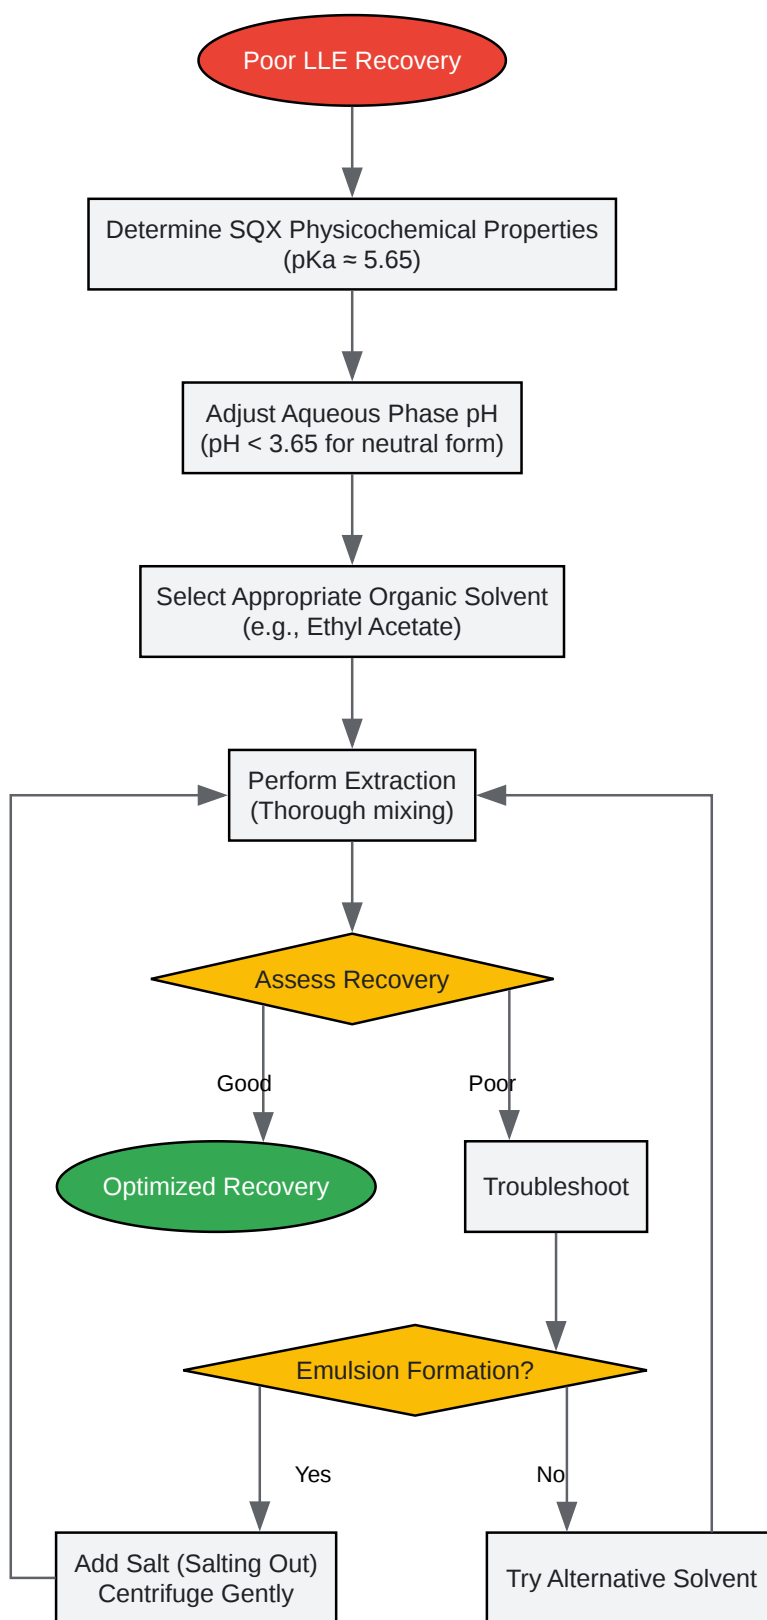 Poor LLE Recovery
Determine SQX Physicochemical Properties
(pKa ≈ 5.65)
Adjust Aqueous Phase pH
(pH < 3.65 for neutral form)
Select Appropriate Organic Solvent
(e.g., Ethyl Acetate)
Perform Extraction
(Thorough mixing)
Assess Recovery
Good
Poor
Optimized Recovery
Troubleshoot
Emulsion Formation?
Yes
No
Add Salt (Salting Out)
Centrifuge Gently
Try Alternative Solvent